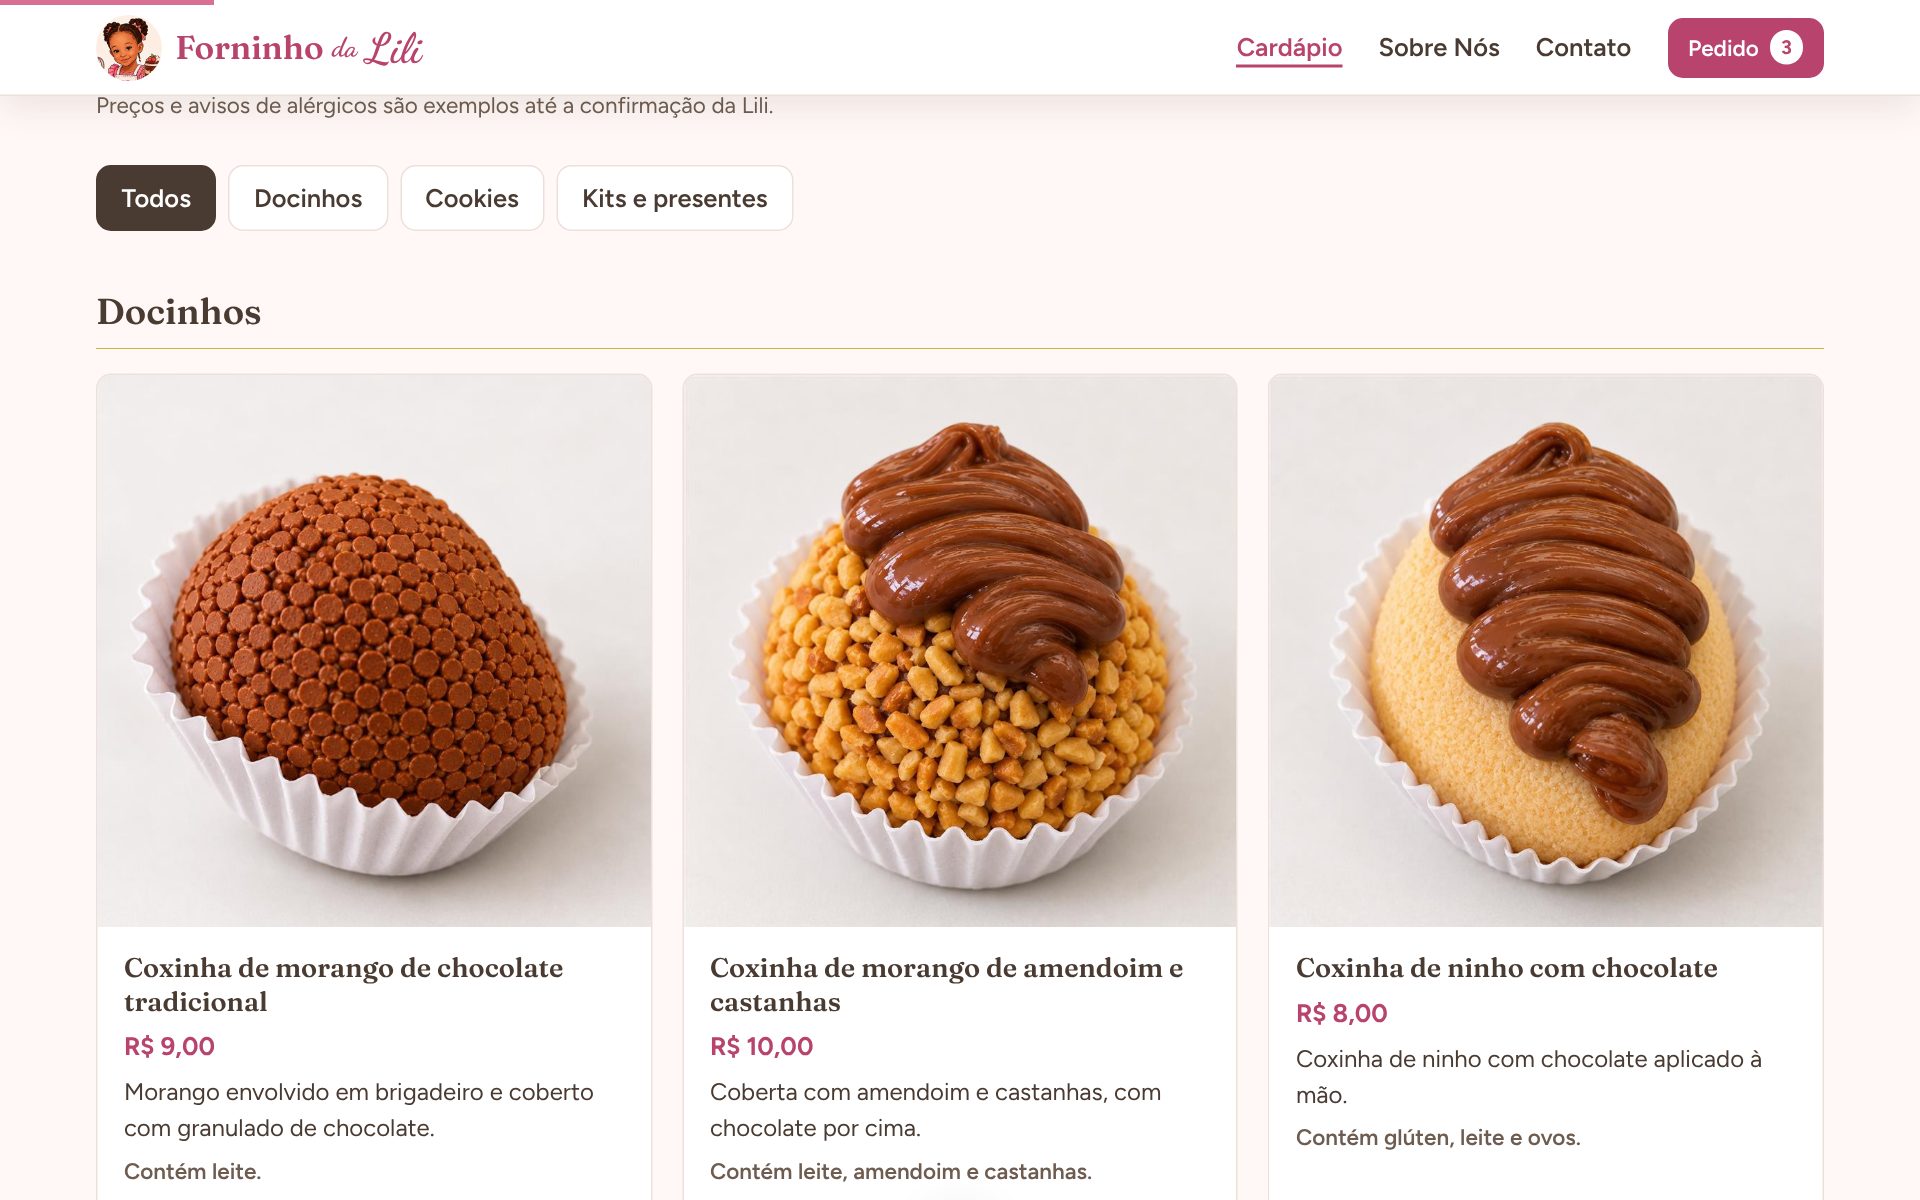 Forninho da Lili
Cardápio
Sobre Nós
Contato
Pedido 3
Preços e avisos de alérgicos são exemplos até a confirmação da Lili.
Todos
Docinhos
Cookies
Kits e presentes
Docinhos
Coxinha de morango de chocolate
tradicional
R$ 9,00
Morango envolvido em brigadeiro e coberto
com granulado de chocolate.
Contém leite.
Coxinha de morango de amendoim e
castanhas
R$ 10,00
Coberta com amendoim e castanhas, com
chocolate por cima.
Contém leite, amendoim e castanhas.
Coxinha de ninho com chocolate
R$ 8,00
Coxinha de ninho com chocolate aplicado à
mão.
Contém glúten, leite e ovos.